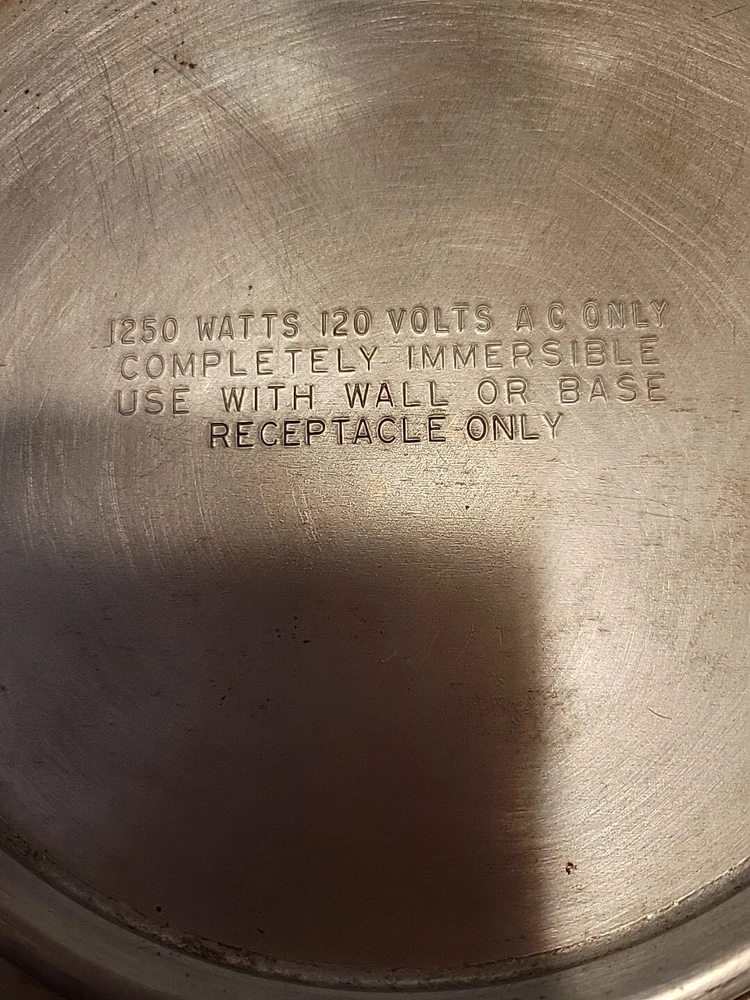 1250 WATTS 120 VOLTS A C ONLY
COMPLETELY IMMERSIBLE
USE WITH WALL OR BASE
RECEPTACLE ONLY